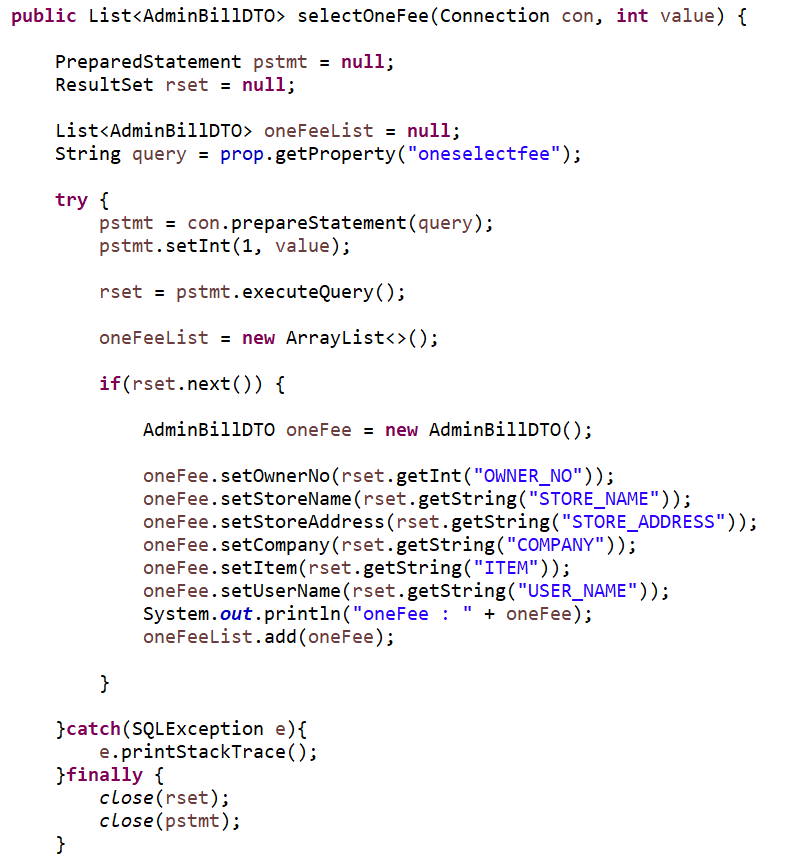 public List<AdminBillDTO> selectOneFee(Connection con, int value) {
PreparedStatement pstmt = null;
ResultSet rset = null;
List<AdminBillDTO> oneFeeList = null;
String query = prop.getProperty("oneselectfee");
try {
pstmt = con.prepareStatement(query);
pstmt.setInt(1, value);
rset = pstmt.executeQuery();
oneFeeList = new ArrayList<>();
if(rset.next()) {
AdminBillDTO oneFee = new AdminBillDTO();
oneFee.setOwnerNo(rset.getInt("OWNER_NO"));
oneFee.setStoreName(rset.getString("STORE_NAME"));
oneFee.setStoreAddress(rset.getString("STORE_ADDRESS"));
oneFee.setCompany(rset.getString("COMPANY"));
oneFee.setItem(rset.getString("ITEM"));
oneFee.setUserName(rset.getString("USER_NAME"));
System.out.println("oneFee : " + oneFee);
oneFeeList.add(oneFee);
}
}catch(SQLException e){
e.printStackTrace();
}finally {
close(rset);
close(pstmt);
}